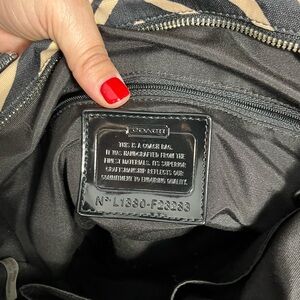 COACH
THIS IS A COACH BAG.
IT WAS HANDCRAFTED FROM THE
FINEST MATERIALS. ITS SUPERIOR
CRAFTSMANSHIP REFLECTS OUR
COMMITMENT TO ENDURING QUALITY.
Nº L1380-F23283